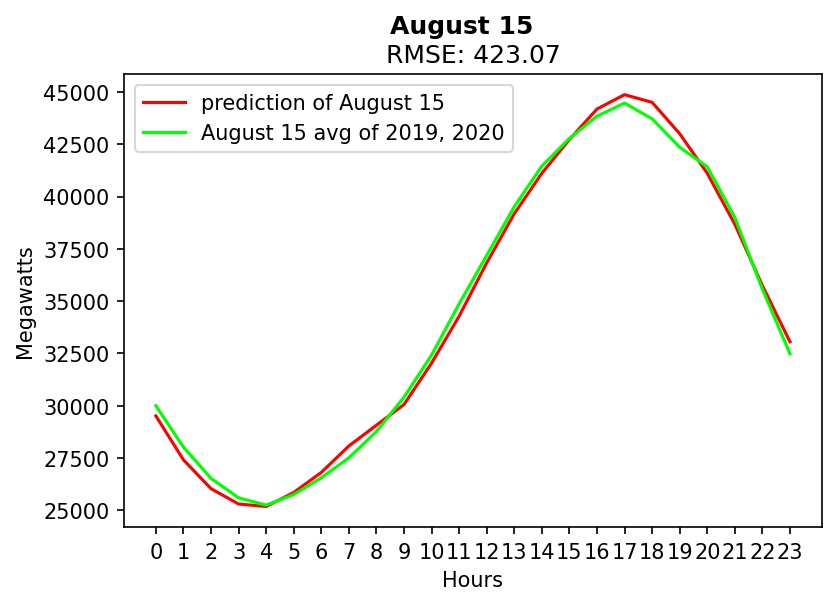 August 15
RMSE: 423.07
prediction of August 15
August 15 avg of 2019, 2020
45000
42500
40000
37500
35000
32500
30000
27500
25000
Megawatts
0 1 2 3 4 5 6 7 8 9 10 11 12 13 14 15 16 17 18 19 20 21 22 23
Hours